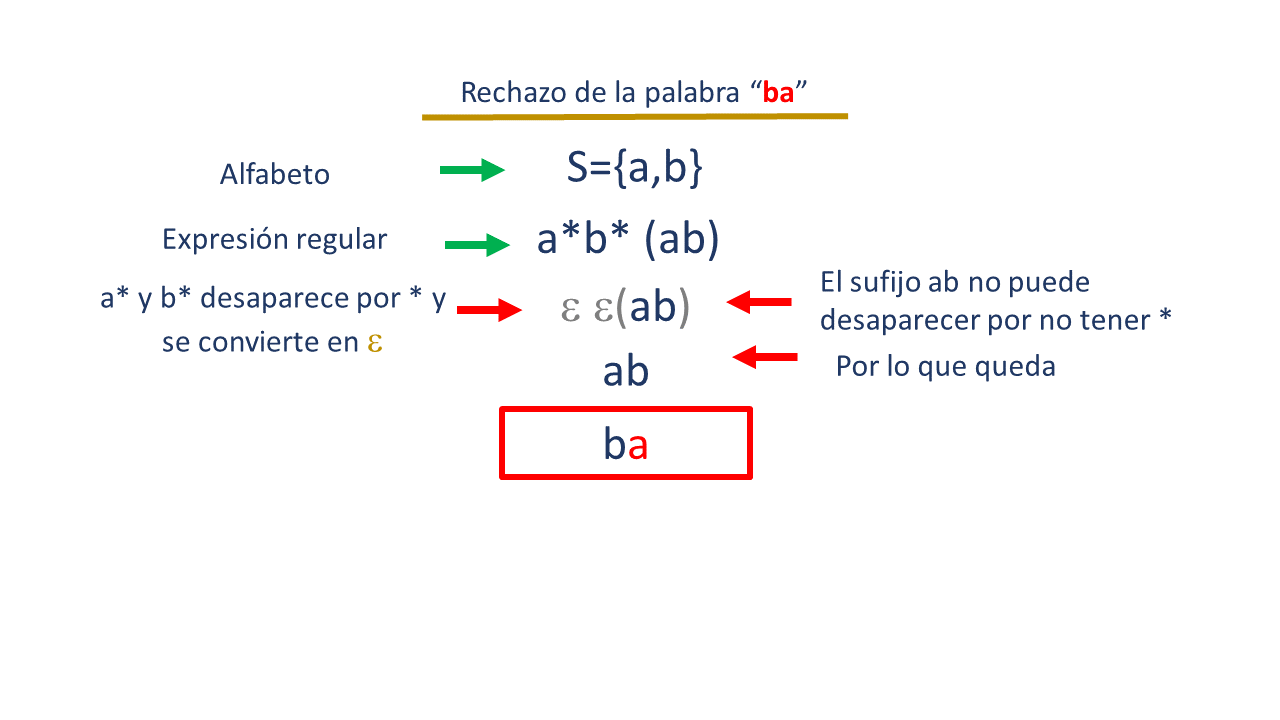 Rechazo de la palabra “ba”
Alfabeto
S={a,b}
Expresión regular
a*b* (ab)
a* y b* desaparece por * y
se convierte en ε
ε ε(ab)
El sufijo ab no puede
desaparecer por no tener *
ab
Por lo que queda
ba